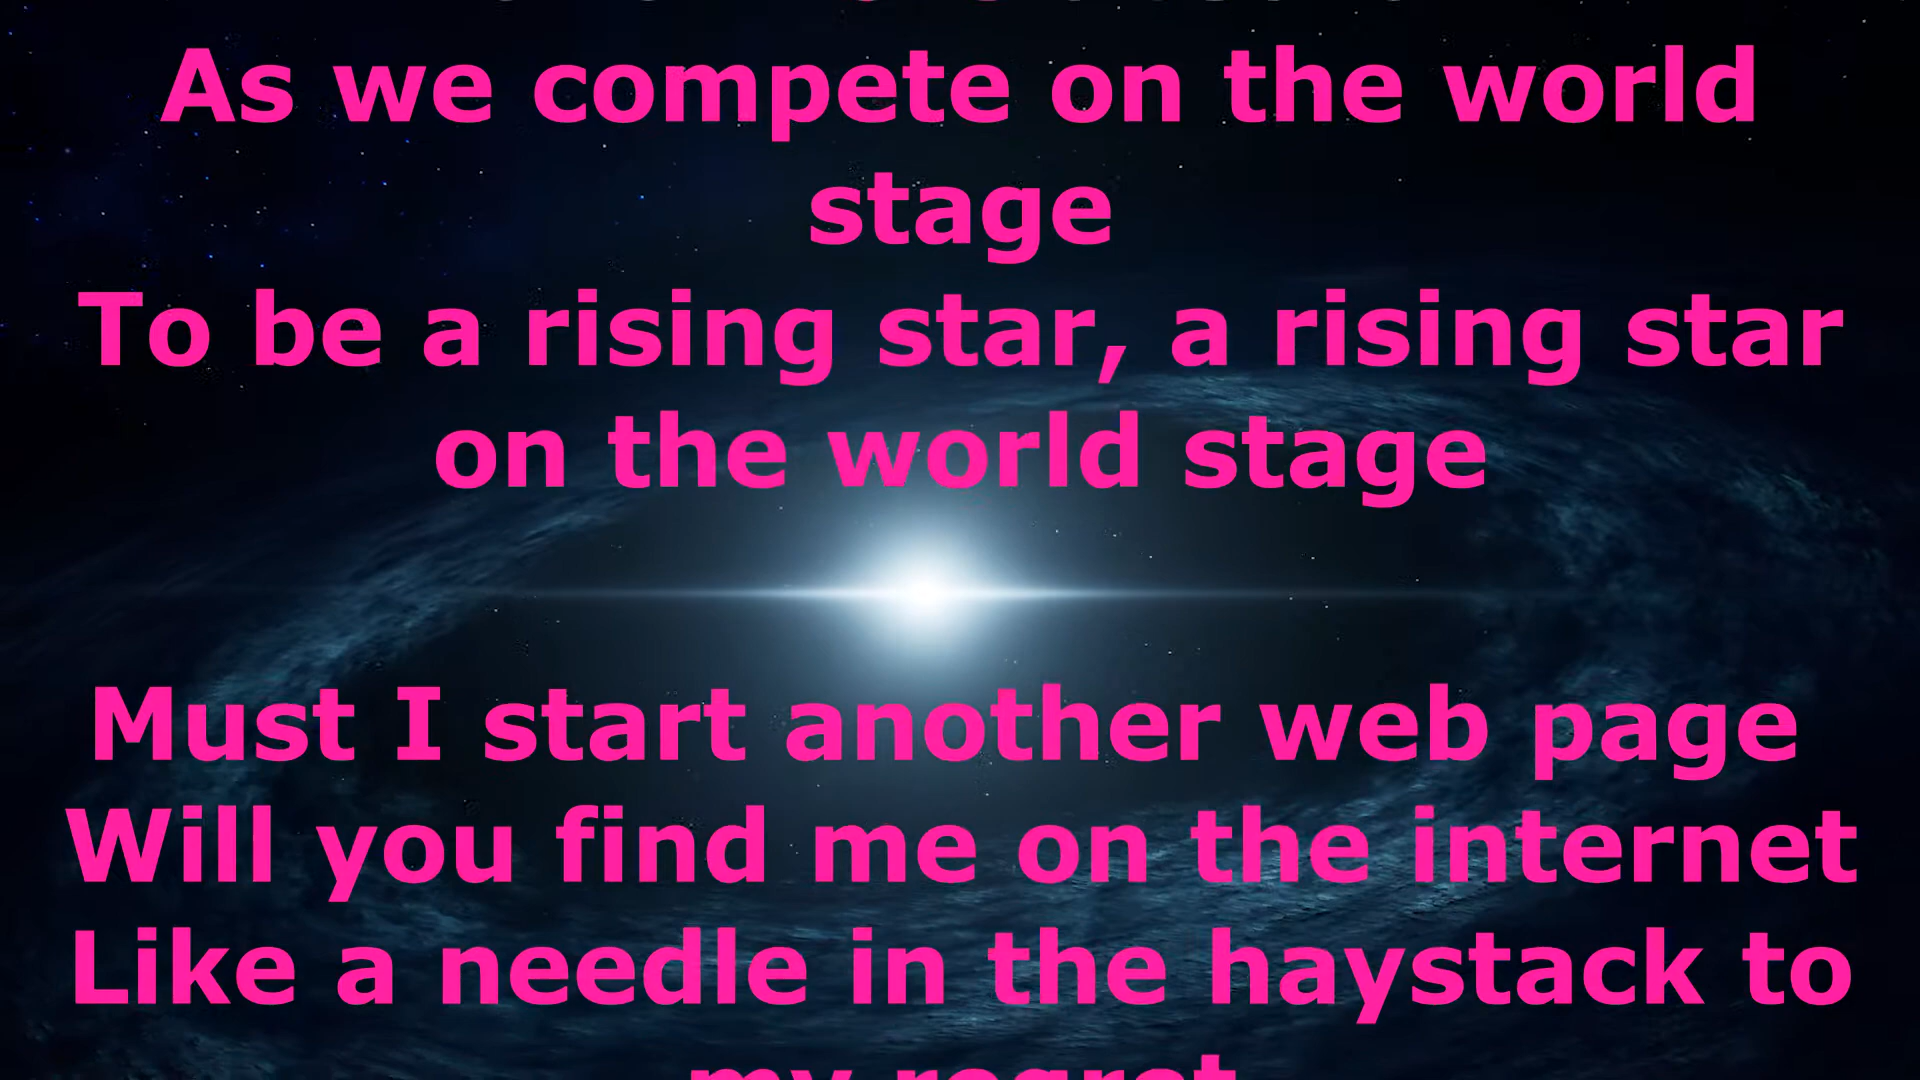 As we compete on the world
stage
To be a rising star, a rising star
on the world stage
Must I start another web page
Will you find me on the internet
Like a needle in the haystack to
my regret